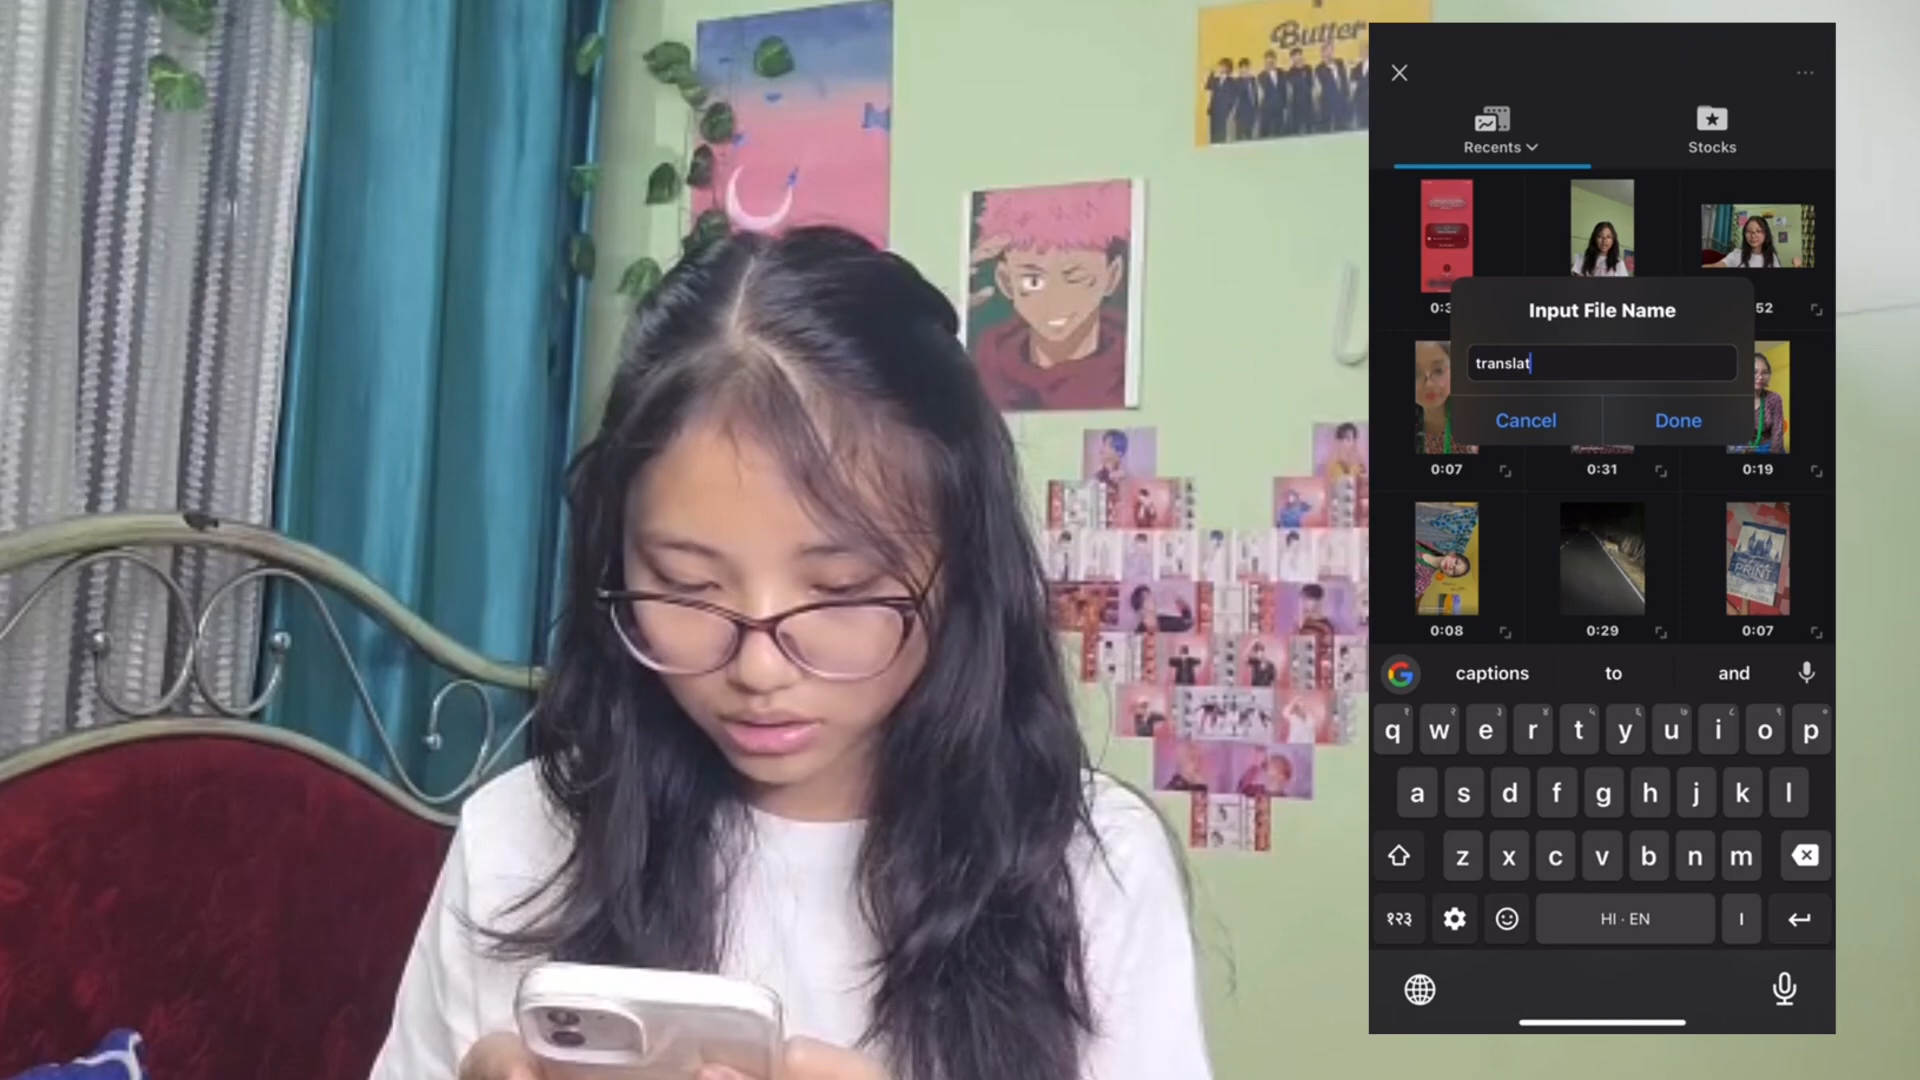 Butter
Recents
Stocks
0:3
52
Input File Name
translat
Cancel
Done
0:07
0:31
0:19
PRINT
0:08
0:29
0:07
captions
to
and
q w e r t y u i o p
a s d f g h j k l
z x c v b n m
१२३
HI · EN
।